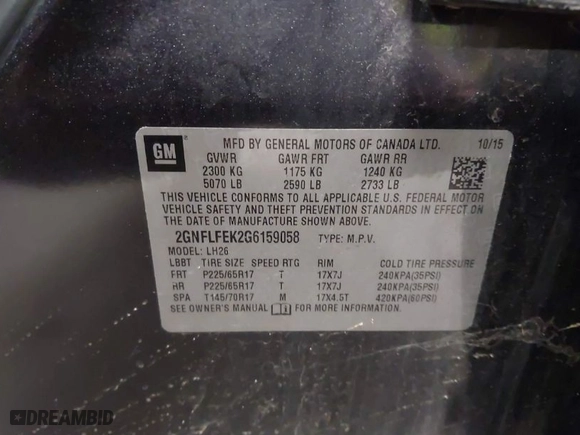 GM
MFD BY GENERAL MOTORS OF CANADA LTD. 10/15
GVWR GAWR FRT GAWR RR
2300 KG 1175 KG 1240 KG
5070 LB 2590 LB 2733 LB
THIS VEHICLE CONFORMS TO ALL APPLICABLE U.S. FEDERAL MOTOR
VEHICLE SAFETY AND THEFT PREVENTION STANDARDS IN EFFECT ON
THE DATE OF MANUFACTURE SHOWN ABOVE.
2GNFLFEK2G6159058 TYPE: M.P.V.
MODEL: LH26
LBBT TIRE SIZE SPEED RTG RIM COLD TIRE PRESSURE
FRT P225/65R17 T 17X7J 240KPA(35PSI)
HR P225/65R17 T 17X7J 240KPA(35PSI)
SPA T145/70R17 M 17X4.5T 420KPA(60PSI)
SEE OWNER'S MANUAL FOR MORE INFORMATION.
DREAMBID